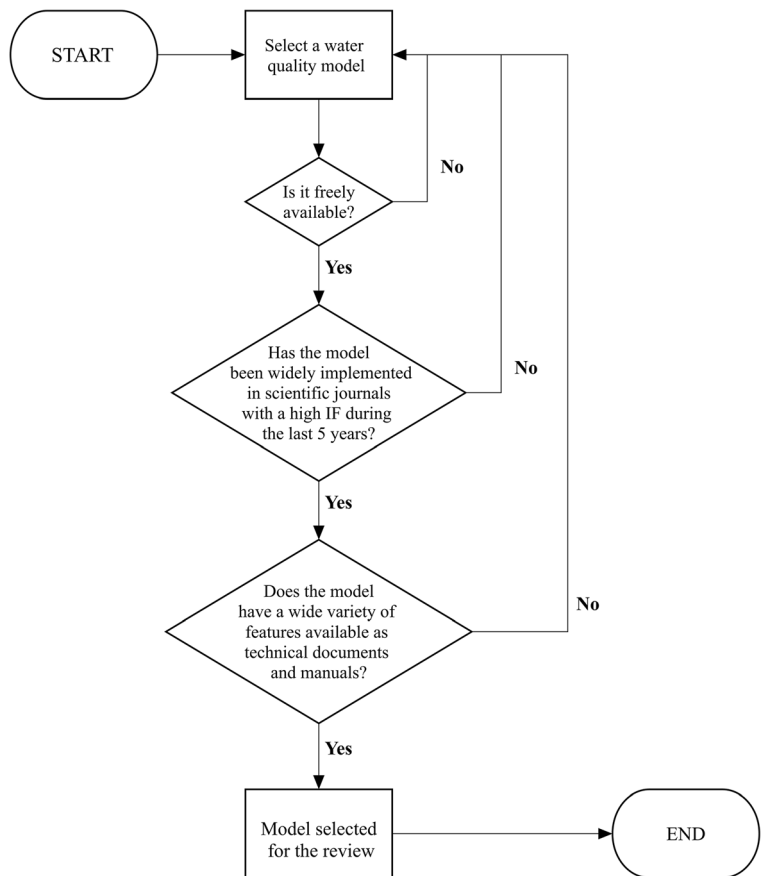 START
Select a water
quality model
No
Is it freely
available?
Yes
Has the model
been widely implemented
in scientific journals
with a high IF during
the last 5 years?
No
Yes
Does the model
have a wide variety of
features available as
technical documents
and manuals?
No
Yes
Model selected
for the review
END